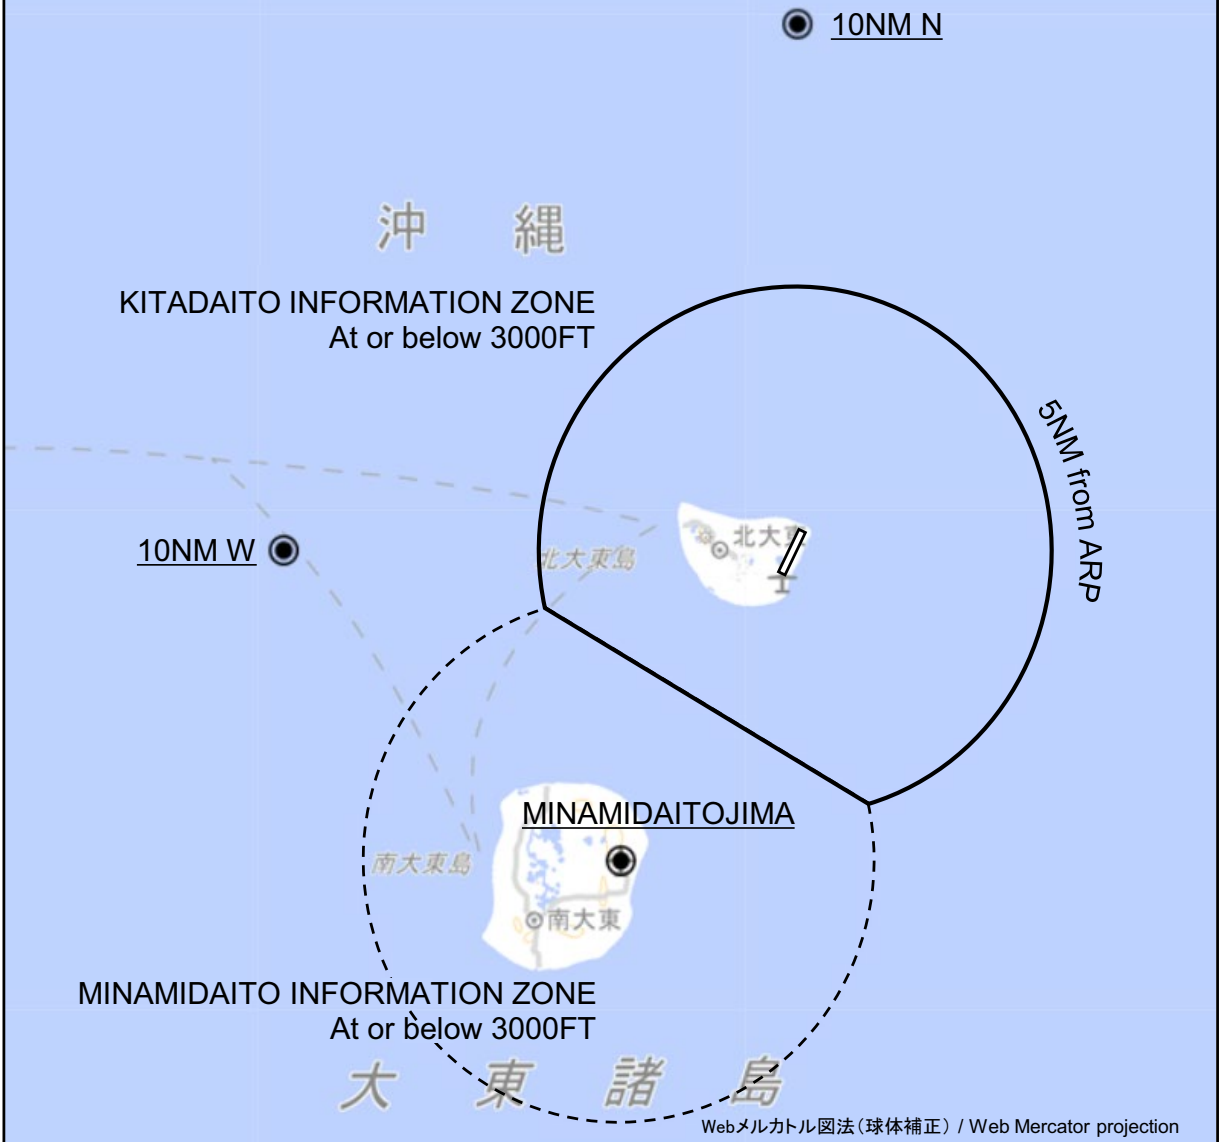 10NM N
沖 縄
KITADAITO INFORMATION ZONE
At or below 3000FT
5NM from ARP
北大東
10NM W
北大東島
MINAMIDAITOJIMA
南大東島
南大東
MINAMIDAITO INFORMATION ZONE
At or below 3000FT
大 東 諸 島
Webメルカトル図法(球体補正) / Web Mercator projection